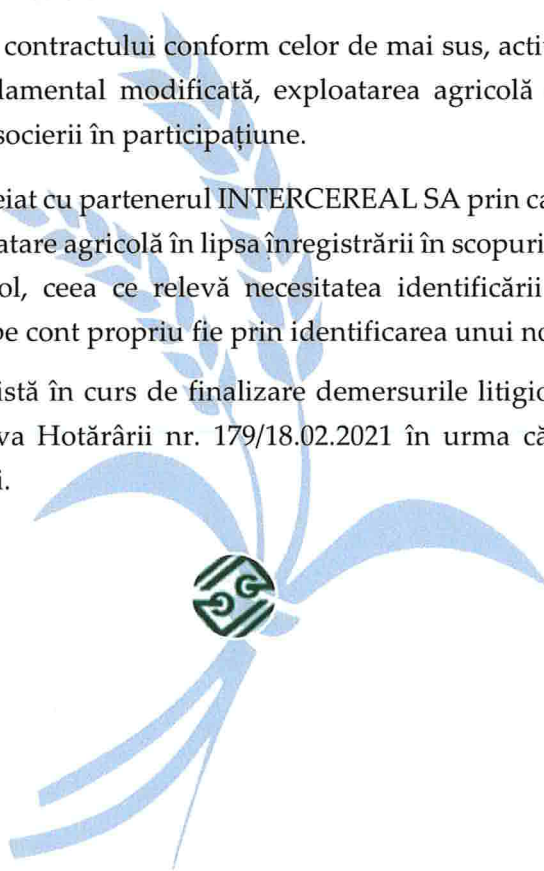 contractului conform celor de mai sus, activ
lamental modificată, exploatarea agricolă
socierii în participațiune.
eiat cu partenerul INTERCEREAL SA prin ca
atare agricolă în lipsa înregistrării în scopuri
ol, ceea ce relevă necesitatea identificării
pe cont propriu fie prin identificarea unui no
istă în curs de finalizare demersurile litigio
va Hotărârii nr. 179/18.02.2021 în urma că
i.